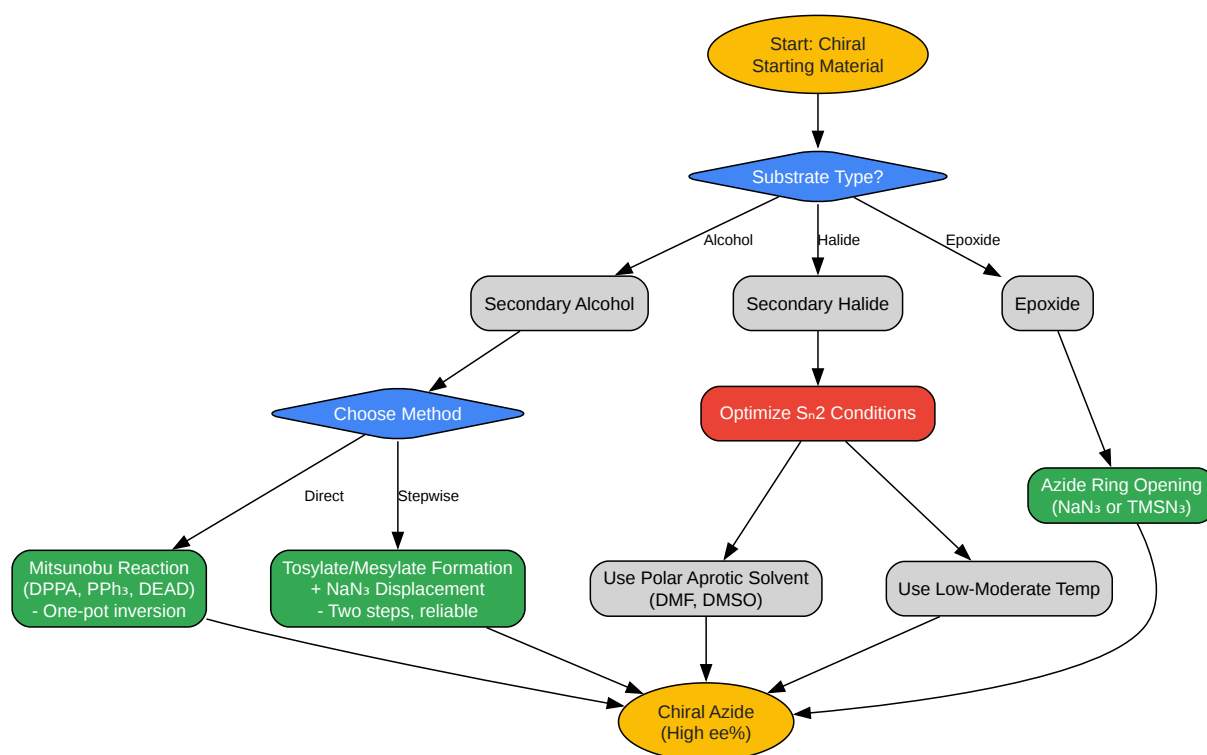 Start: Chiral
Starting Material
Substrate Type?
Alcohol
Halide
Epoxide
Secondary Alcohol
Secondary Halide
Epoxide
Choose Method
Optimize Sₙ2 Conditions
Direct
Stepwise
Azide Ring Opening
(NaN₃ or TMSN₃)
Mitsunobu Reaction
(DPPA, PPh₃, DEAD)
- One-pot inversion
Tosylate/Mesylate Formation
+ NaN₃ Displacement
- Two steps, reliable
Use Polar Aprotic Solvent
(DMF, DMSO)
Use Low-Moderate Temp
Chiral Azide
(High ee%)